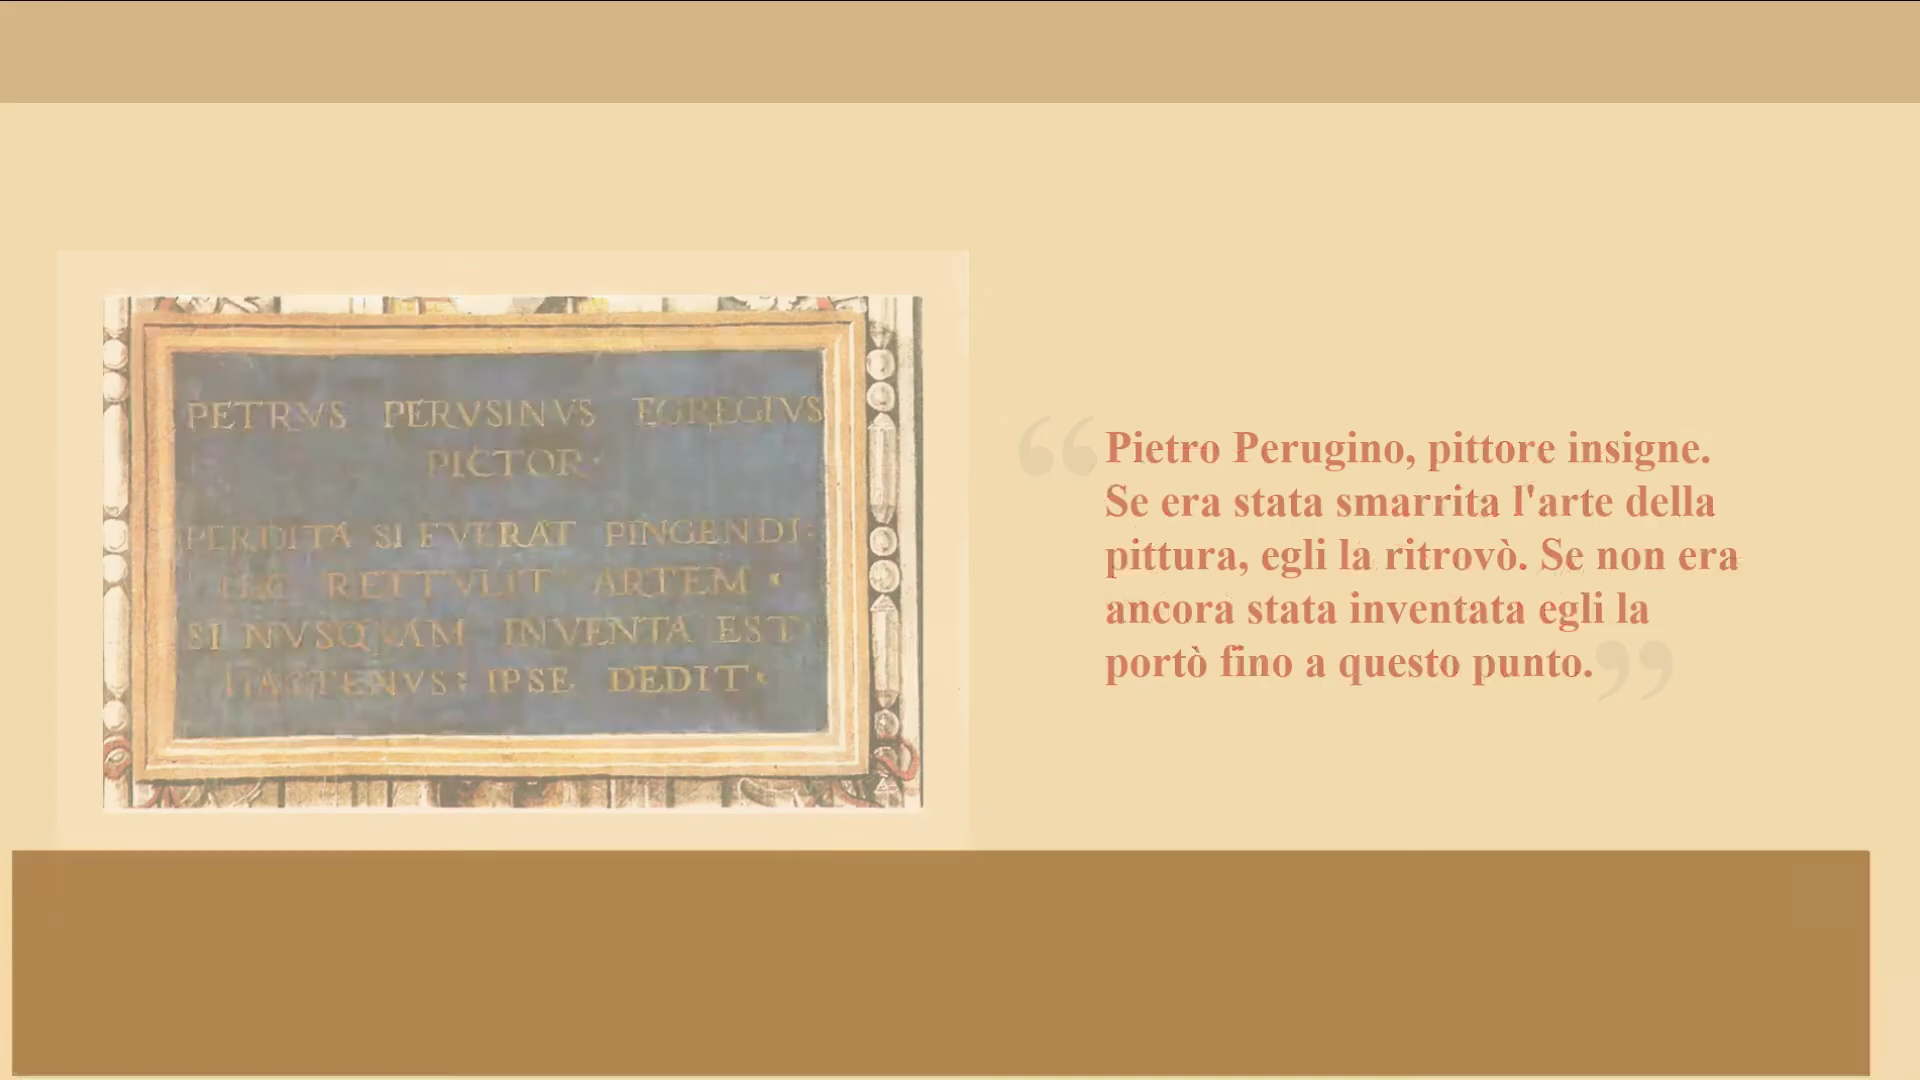 PETRVS PERVSINVS EGREGIVS
PICTOR·
PERDITA SI FVERAT PINGENDI·
HIC RETTVLIT ARTEM·
SI NVSQVAM INVENTA EST
HACTENVS: IPSE DEDIT·
“Pietro Perugino, pittore insigne.
Se era stata smarrita l'arte della
pittura, egli la ritrovò. Se non era
ancora stata inventata egli la
portò fino a questo punto.”